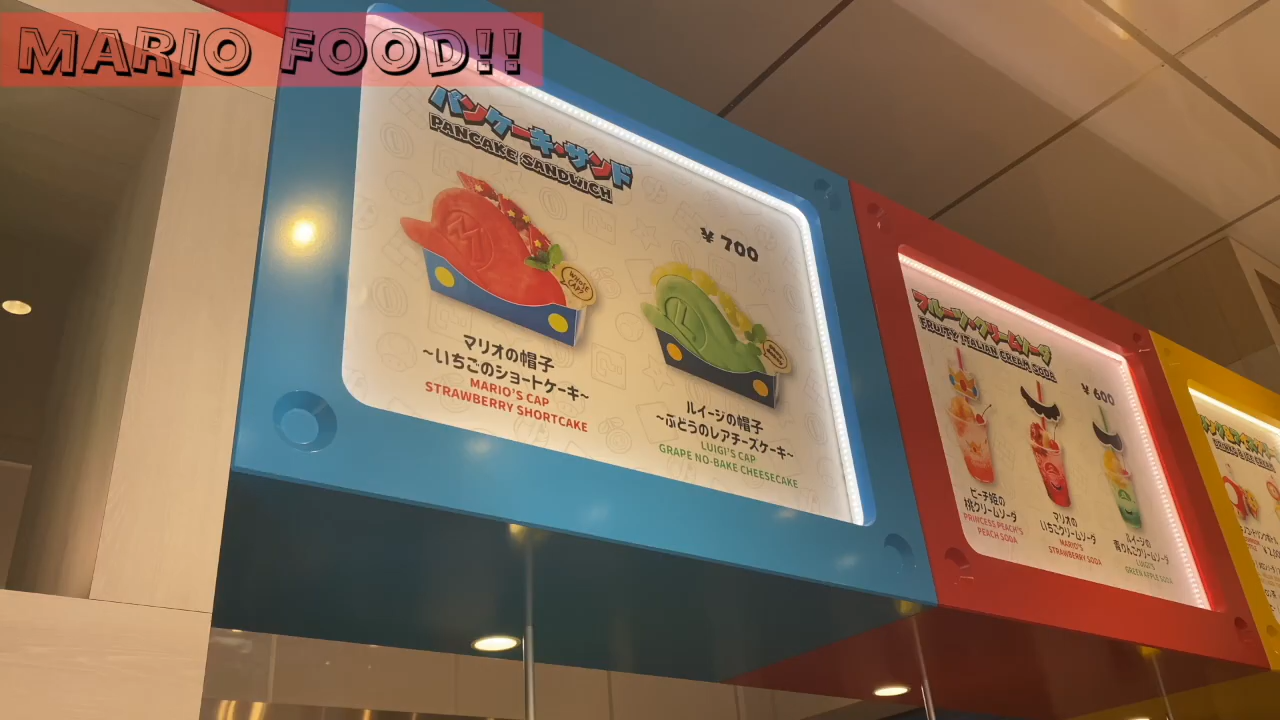 MARIO FOOD!!
パンケーキ・サンド
PANCAKE SANDWICH
M
WHOSE CAP?
¥ 700
L
マリオの帽子
~いちごのショートケーキ~
MARIO'S CAP
STRAWBERRY SHORTCAKE
ルイージの帽子
~ぶどうのレアチーズケーキ~
LUIGI'S CAP
GRAPE NO-BAKE CHEESECAKE
フルーツ・クリームソーダ
FRUITY ITALIAN CREAM SODA
¥ 600
ピーチ姫の
桃クリームソーダ
PRINCESS PEACH'S
PEACH SODA
マリオの
いちごクリームソーダ
MARIO'S
STRAWBERRY SODA
ルイージの
青りんごクリームソーダ
LUIGI'S
GREEN APPLE SODA